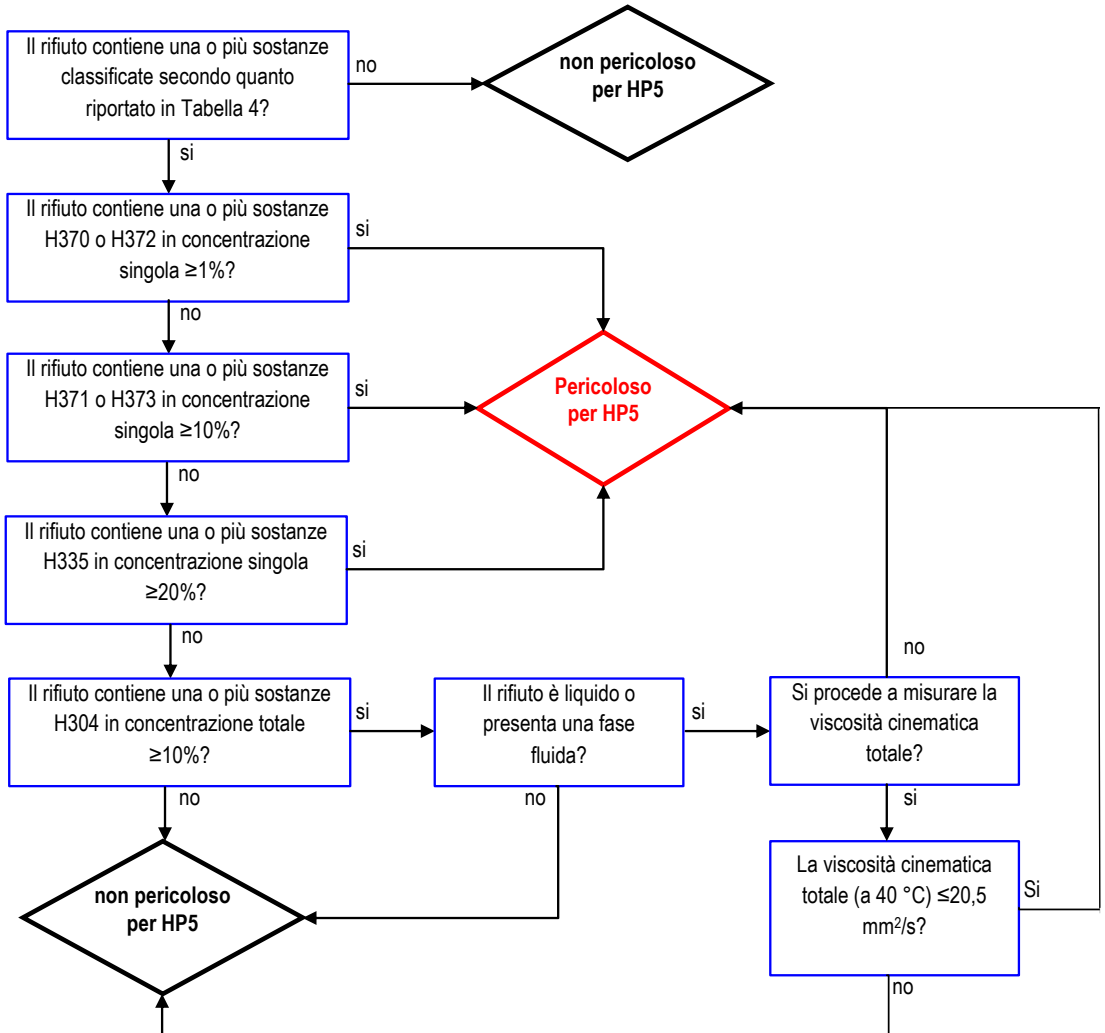 Il rifiuto contiene una o più sostanze
classificate secondo quanto
riportato in Tabella 4?
no
non pericoloso
per HP5
si
Il rifiuto contiene una o più sostanze
H370 o H372 in concentrazione
singola ≥1%?
si
no
Il rifiuto contiene una o più sostanze
H371 o H373 in concentrazione
singola ≥10%?
si
Pericoloso
per HP5
no
Il rifiuto contiene una o più sostanze
H335 in concentrazione singola
≥20%?
si
no
no
Il rifiuto contiene una o più sostanze
H304 in concentrazione totale
≥10%?
si
Il rifiuto è liquido o
presenta una fase
fluida?
si
Si procede a misurare la
viscosità cinematica
totale?
no
no
si
non pericoloso
per HP5
La viscosità cinematica
totale (a 40 °C) ≤20,5
mm²/s?
Si
no